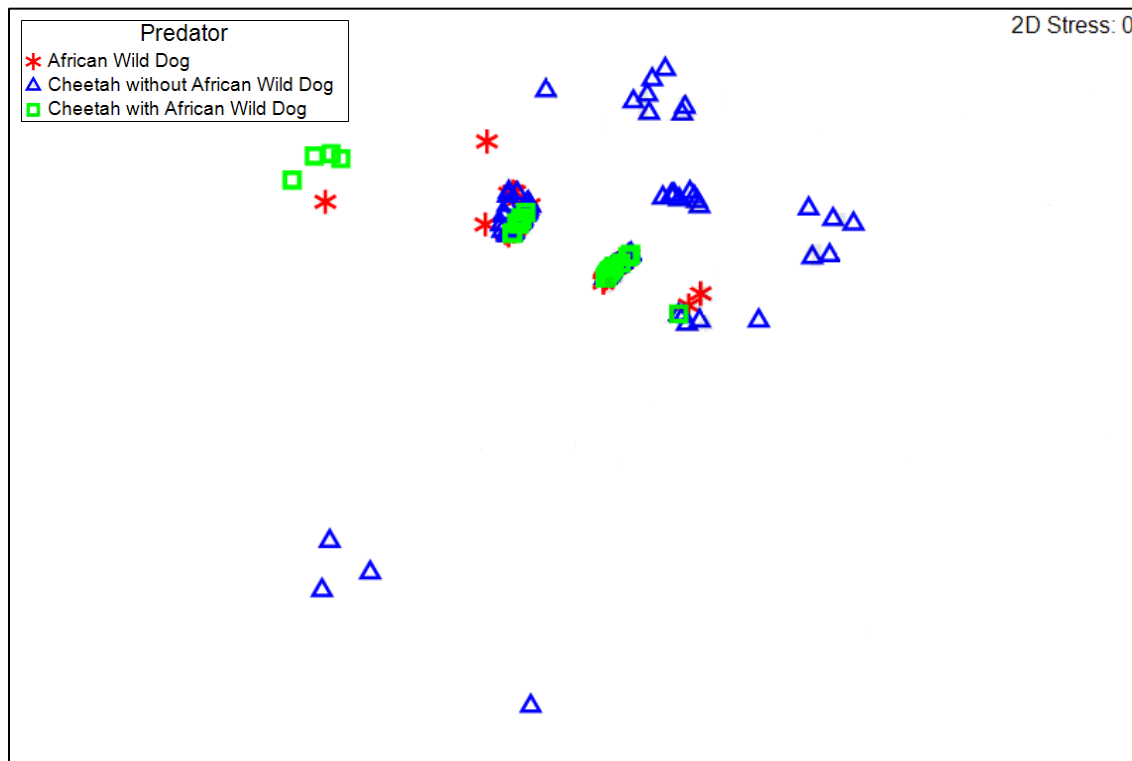 Predator
African Wild Dog
Cheetah without African Wild Dog
Cheetah with African Wild Dog
2D Stress: 0